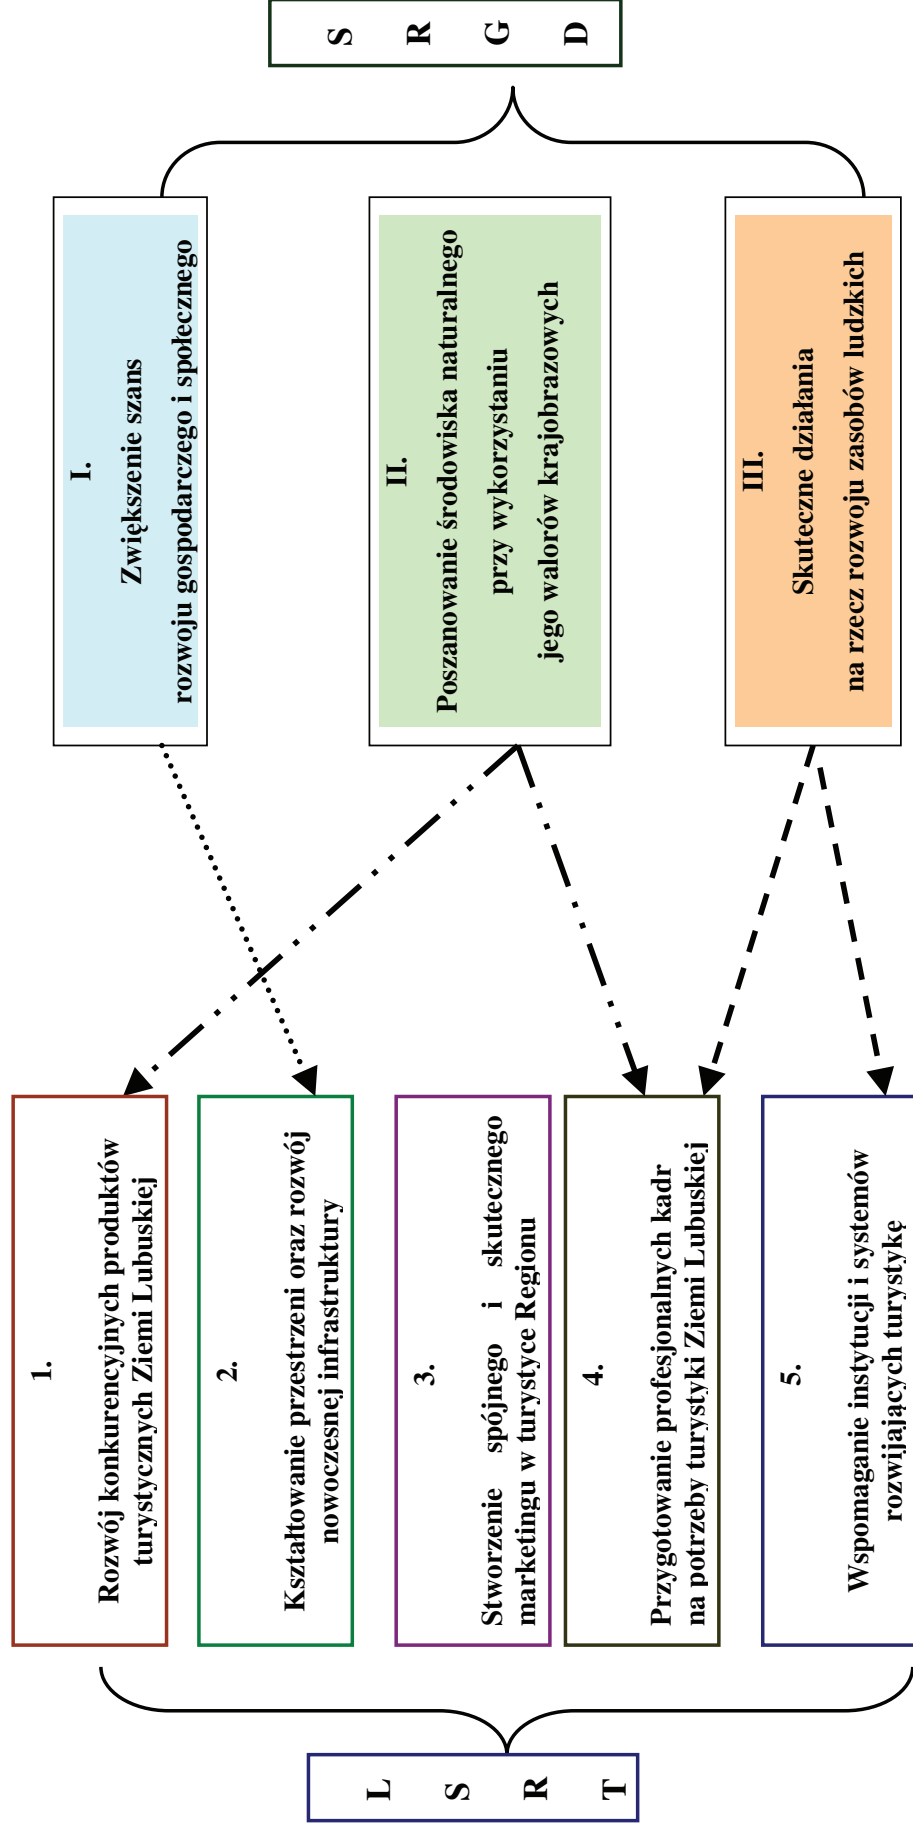 L
S
R
T
1.
Rozwój konkurencyjnych produktów
turystycznych Ziemi Lubuskiej
2.
Kształtowanie przestrzeni oraz rozwój
nowoczesnej infrastruktury
3.
Stworzenie spójnego i skutecznego
marketingu w turystyce Regionu
4.
Przygotowanie profesjonalnych kadr
na potrzeby turystyki Ziemi Lubuskiej
5.
Wspomaganie instytucji i systemów
rozwijających turystykę
I.
Zwiększenie szans
rozwoju gospodarczego i społecznego
II.
Poszanowanie środowiska naturalnego
przy wykorzystaniu
jego walorów krajobrazowych
III.
Skuteczne działania
na rzecz rozwoju zasobów ludzkich
S
R
G
D